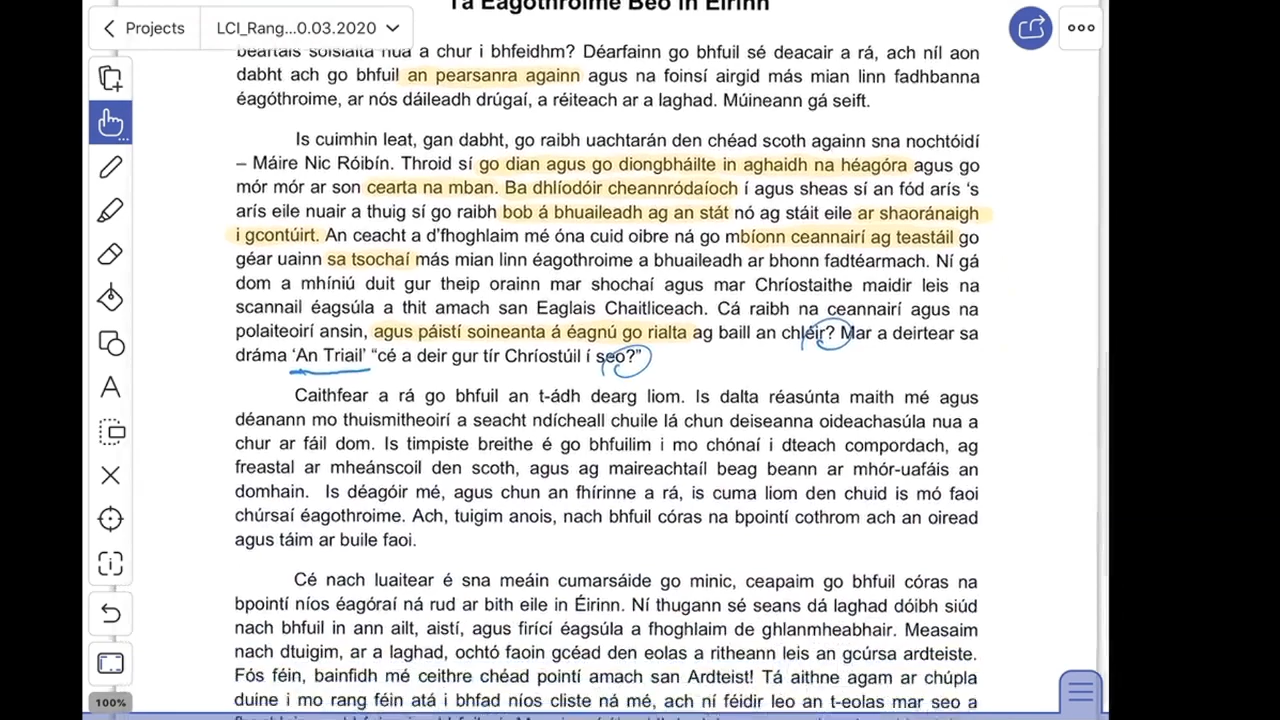 Tá Éagothroime Beo in Éirinn
Projects
LCI_Rang...0.03.2020
beartais sóisialta nua a chur i bhfeidhm? Déarfainn go bhfuil sé deacair a rá, ach níl aon
dabht ach go bhfuil an pearsanra againn agus na foinsí airgid más mian linn fadhbanna
éagóthroime, ar nós dáileadh drúgaí, a réiteach ar a laghad. Múineann gá seift.
Is cuimhin leat, gan dabht, go raibh uachtarán den chéad scoth againn sna nochtóidí
– Máire Nic Róibín. Throid sí go dian agus go diongbháilte in aghaidh na héagóra agus go
mór mór ar son cearta na mban. Ba dhlíodóir cheannródaíoch í agus sheas sí an fód arís ‘s
arís eile nuair a thuig sí go raibh bob á bhuaileadh ag an stát nó ag stáit eile ar shaoránaigh
i gcontúirt. An ceacht a d’fhoghlaim mé óna cuid oibre ná go mbíonn ceannairí ag teastáil go
géar uainn sa tsochaí más mian linn éagothroime a bhuaileadh ar bhonn fadtéarmach. Ní gá
dom a mhíniú duit gur theip orainn mar shochaí agus mar Chríostaithe maidir leis na
scannail éagsúla a thit amach san Eaglais Chaitliceach. Cá raibh na ceannairí agus na
polaiteoirí ansin, agus páistí soineanta á éagnú go rialta ag baill an chléir? Mar a deirtear sa
dráma ‘An Triail’ “cé a deir gur tír Chríostúil í seo?”
Caithfear a rá go bhfuil an t-ádh dearg liom. Is dalta réasúnta maith mé agus
déanann mo thuismitheoirí a seacht ndícheall chuile lá chun deiseanna oideachasúla nua a
chur ar fáil dom. Is timpiste breithe é go bhfuilim i mo chónaí i dteach compordach, ag
freastal ar mheánscoil den scoth, agus ag maireachtaíl beag beann ar mhór-uafáis an
domhain. Is déagóir mé, agus chun an fhírinne a rá, is cuma liom den chuid is mó faoi
chúrsaí éagothroime. Ach, tuigim anois, nach bhfuil córas na bpointí cothrom ach an oiread
agus táim ar buile faoi.
Cé nach luaitear é sna meáin cumarsáide go minic, ceapaim go bhfuil córas na
bpointí níos éagóraí ná rud ar bith eile in Éirinn. Ní thugann sé seans dá laghad dóibh siúd
nach bhfuil in ann ailt, aistí, agus firící éagsúla a fhoghlaim de ghlanmheabhair. Measaim
nach dtuigim, ar a laghad, ochtó faoin gcéad den eolas a ritheann leis an gcúrsa ardteiste.
Fós féin, bainfidh mé ceithre chéad pointí amach san Ardteist! Tá aithne agam ar chúpla
duine i mo rang féin atá i bhfad níos cliste ná mé, ach ní féidir leo an t-eolas mar seo a
A
100%